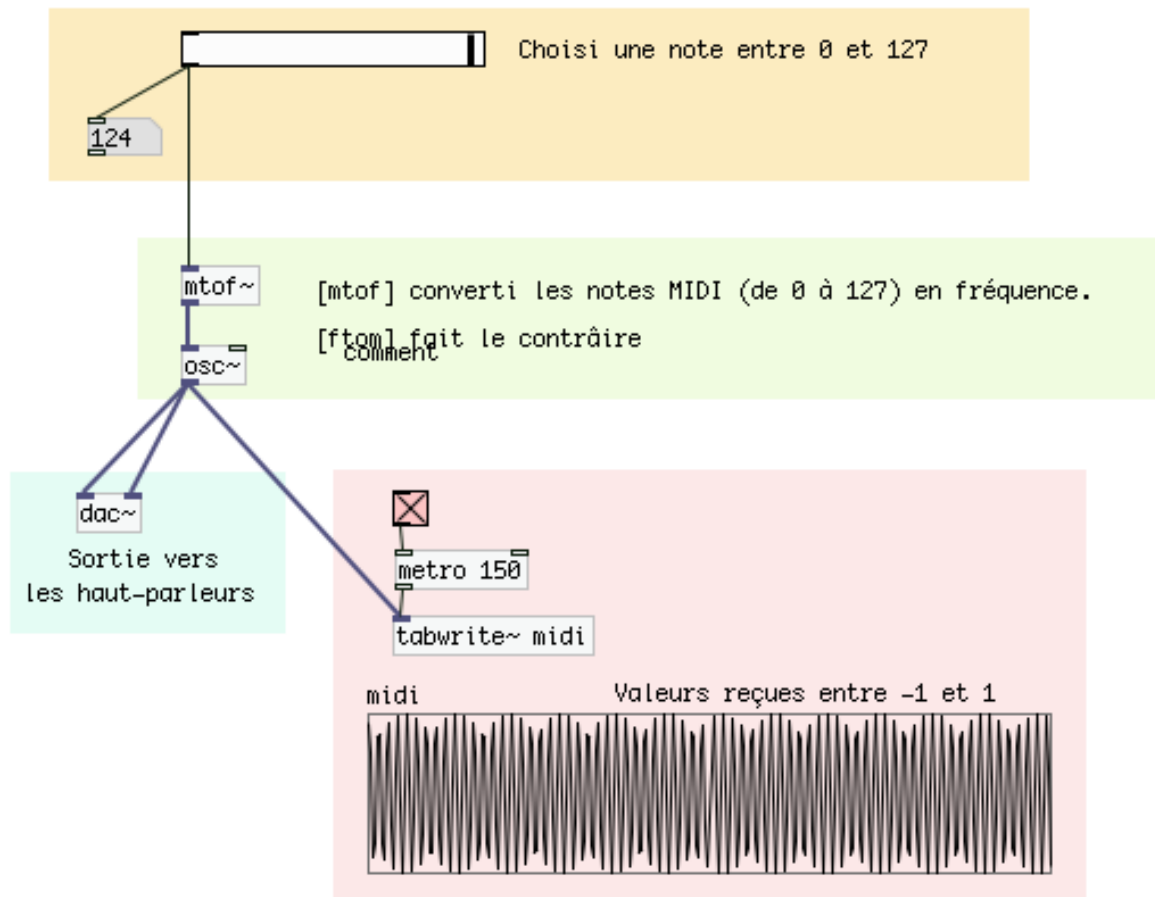 Choisi une note entre 0 et 127
124
mtof~
[mtof] converti les notes MIDI (de 0 à 127) en fréquence.
[ftom] fait le contrâire
comment
osc~
dac~
Sortie vers
les haut-parleurs
metro 150
tabwrite~ midi
midi
Valeurs reçues entre -1 et 1